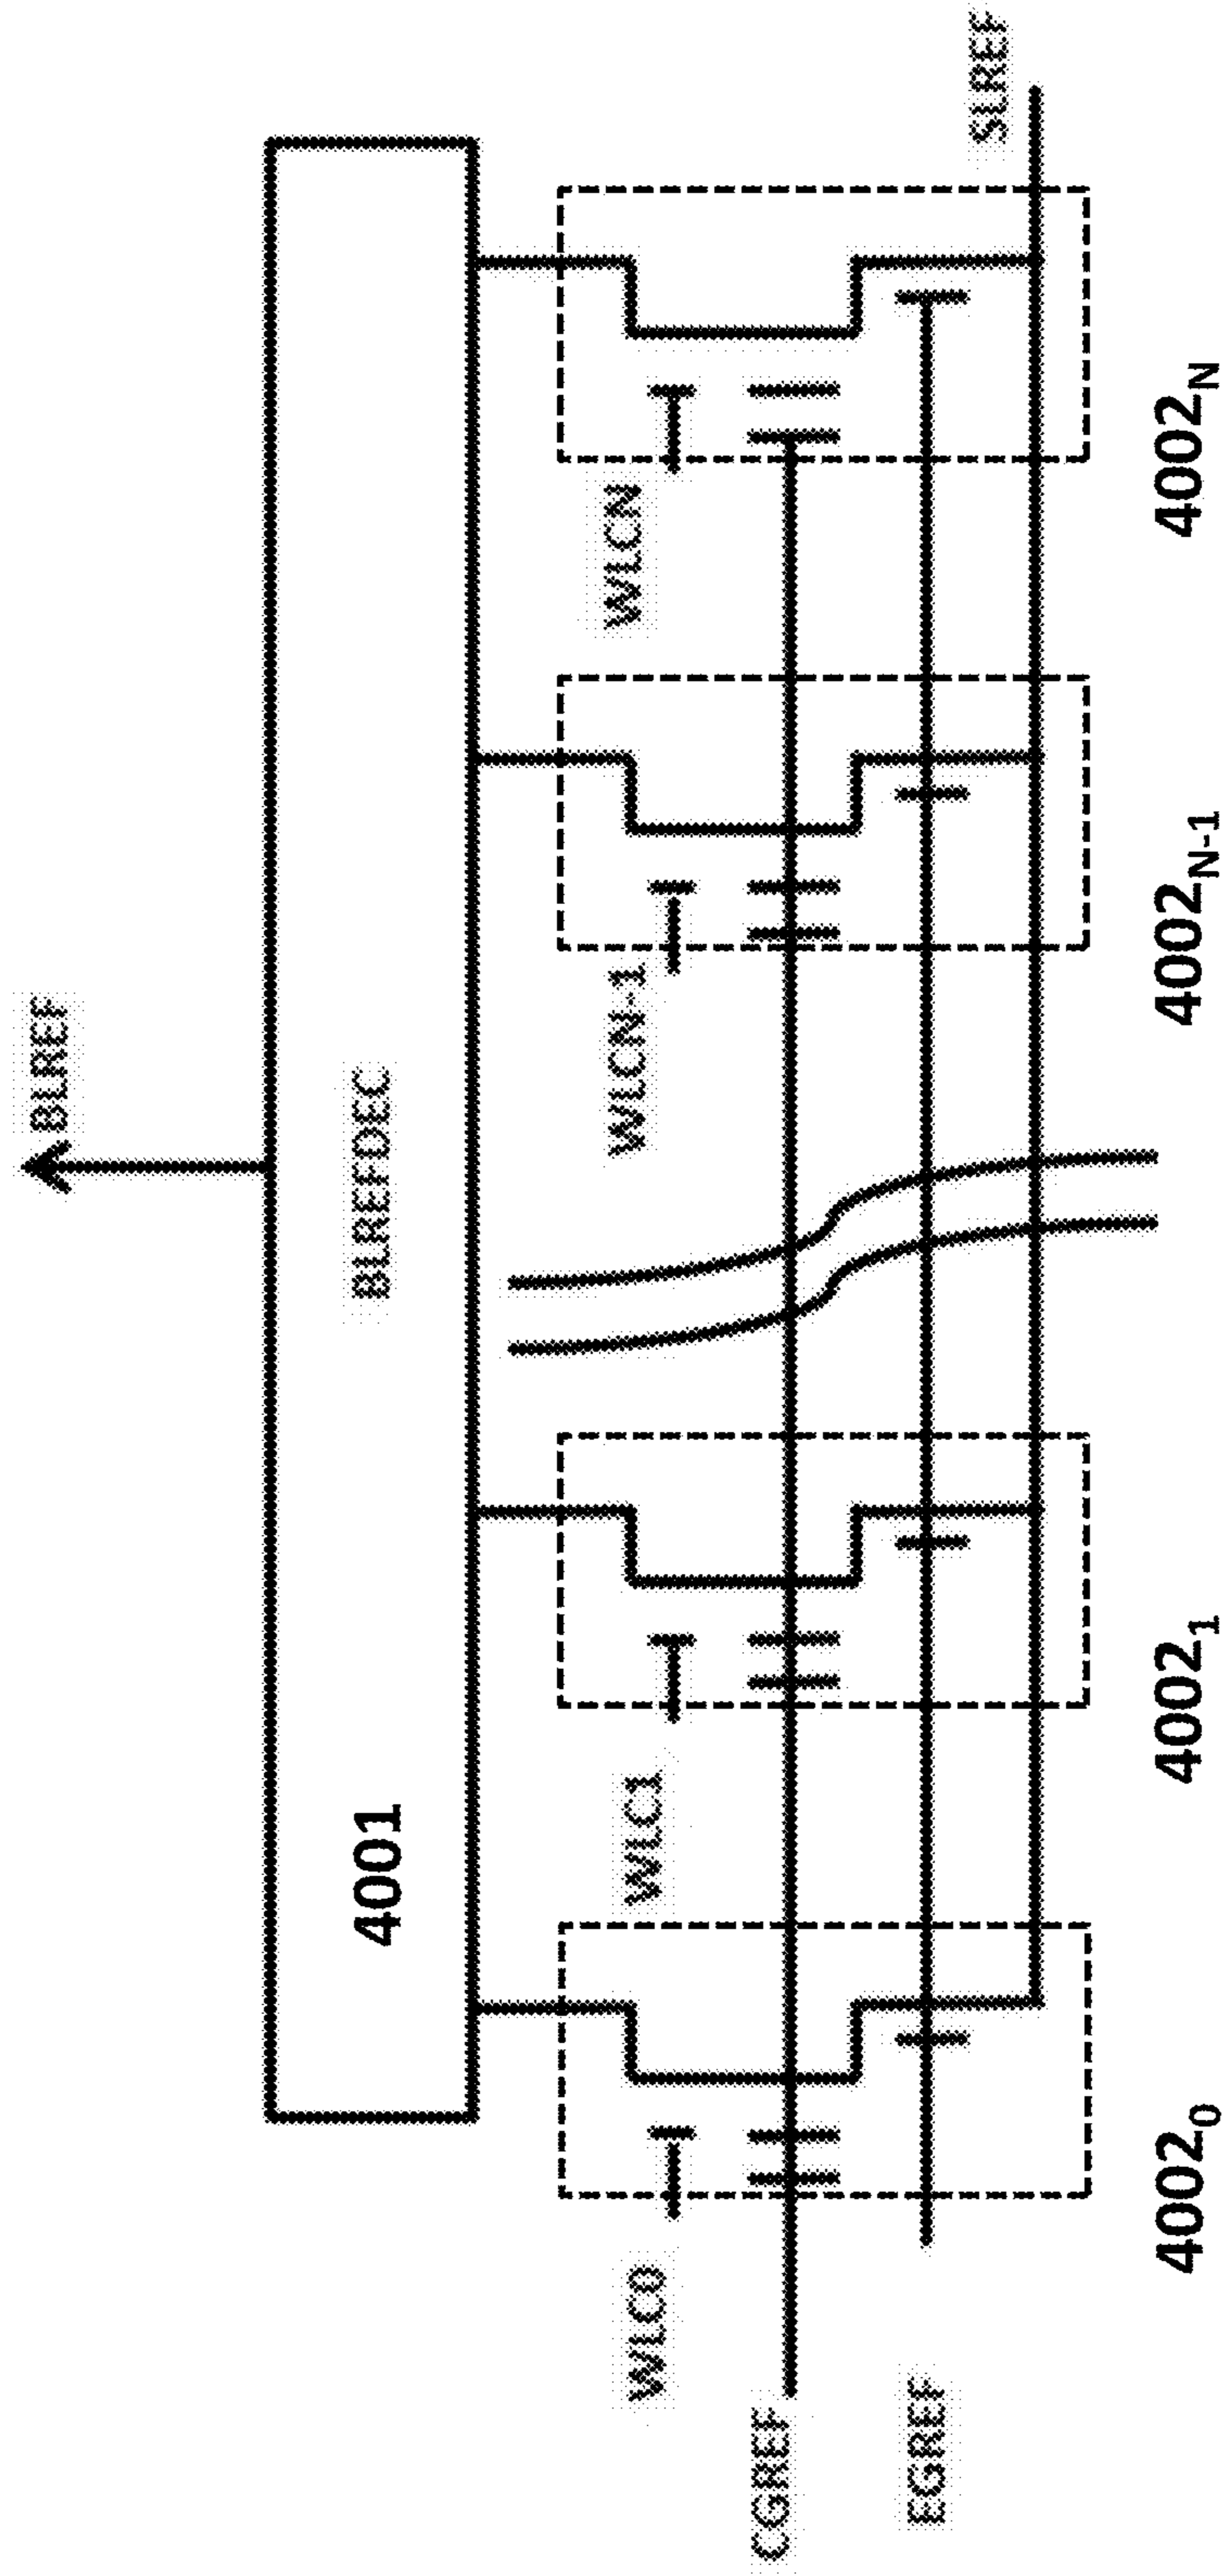 BLREF
4001
BLREFDEC
WLC0
WLC1
WLCN-1
WLCN
CGREF
EGREF
SLREF
4002₀
4002₁
4002N-1
4002N